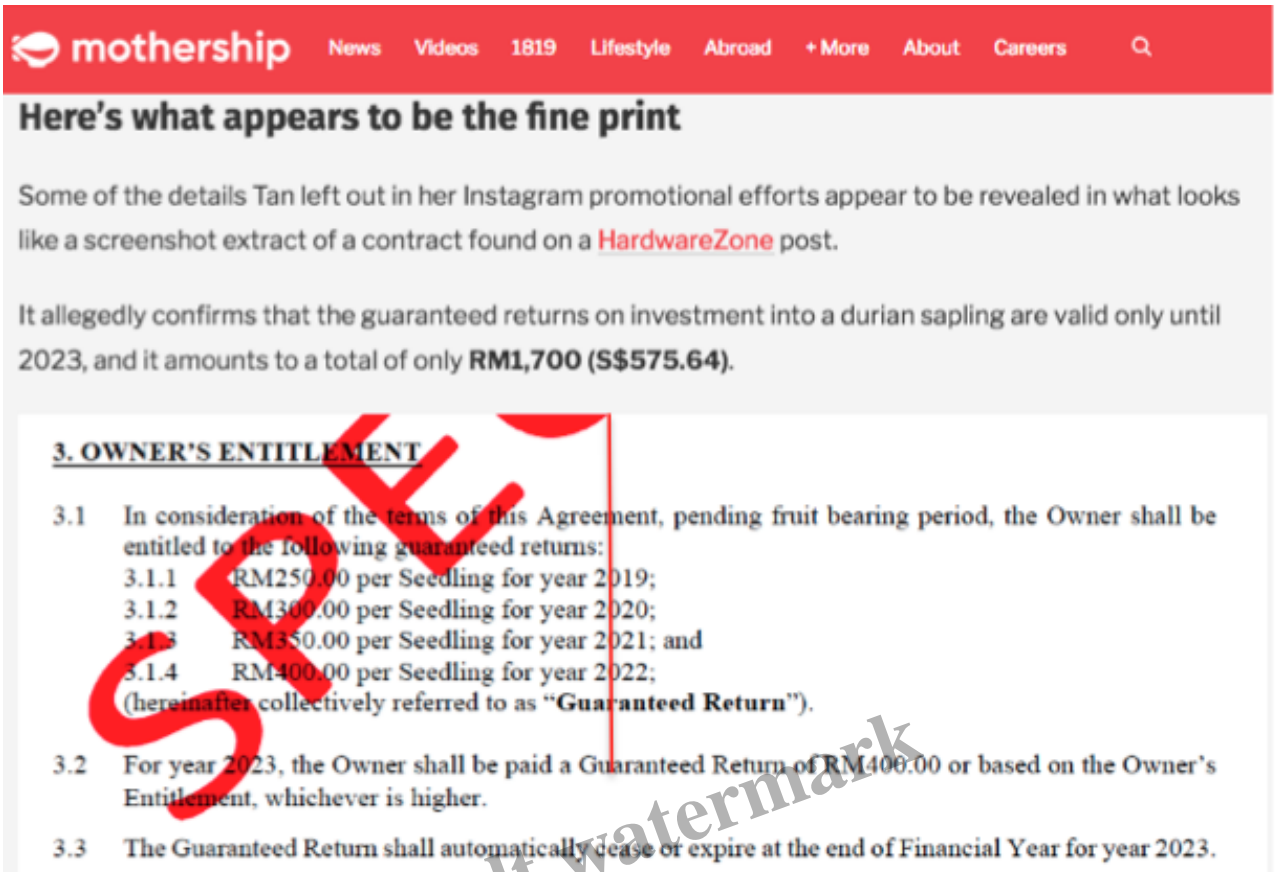 mothership News Videos 1819 Lifestyle Abroad + More About Careers
Here's what appears to be the fine print
Some of the details Tan left out in her Instagram promotional efforts appear to be revealed in what looks
like a screenshot extract of a contract found on a HardwareZone post.
It allegedly confirms that the guaranteed returns on investment into a durian sapling are valid only until
2023, and it amounts to a total of only RM1,700 (S$575.64).
3. OWNER'S ENTITLEMENT
3.1 In consideration of the terms of this Agreement, pending fruit bearing period, the Owner shall be
entitled to the following guaranteed returns:
3.1.1 RM250.00 per Seedling for year 2019;
3.1.2 RM300.00 per Seedling for year 2020;
3.1.3 RM350.00 per Seedling for year 2021; and
3.1.4 RM400.00 per Seedling for year 2022;
(hereinafter collectively referred to as “Guaranteed Return”).
3.2 For year 2023, the Owner shall be paid a Guaranteed Return of RM400.00 or based on the Owner's
Entitlement, whichever is higher.
3.3 The Guaranteed Return shall automatically cease or expire at the end of Financial Year for year 2023.
SPE
watermark